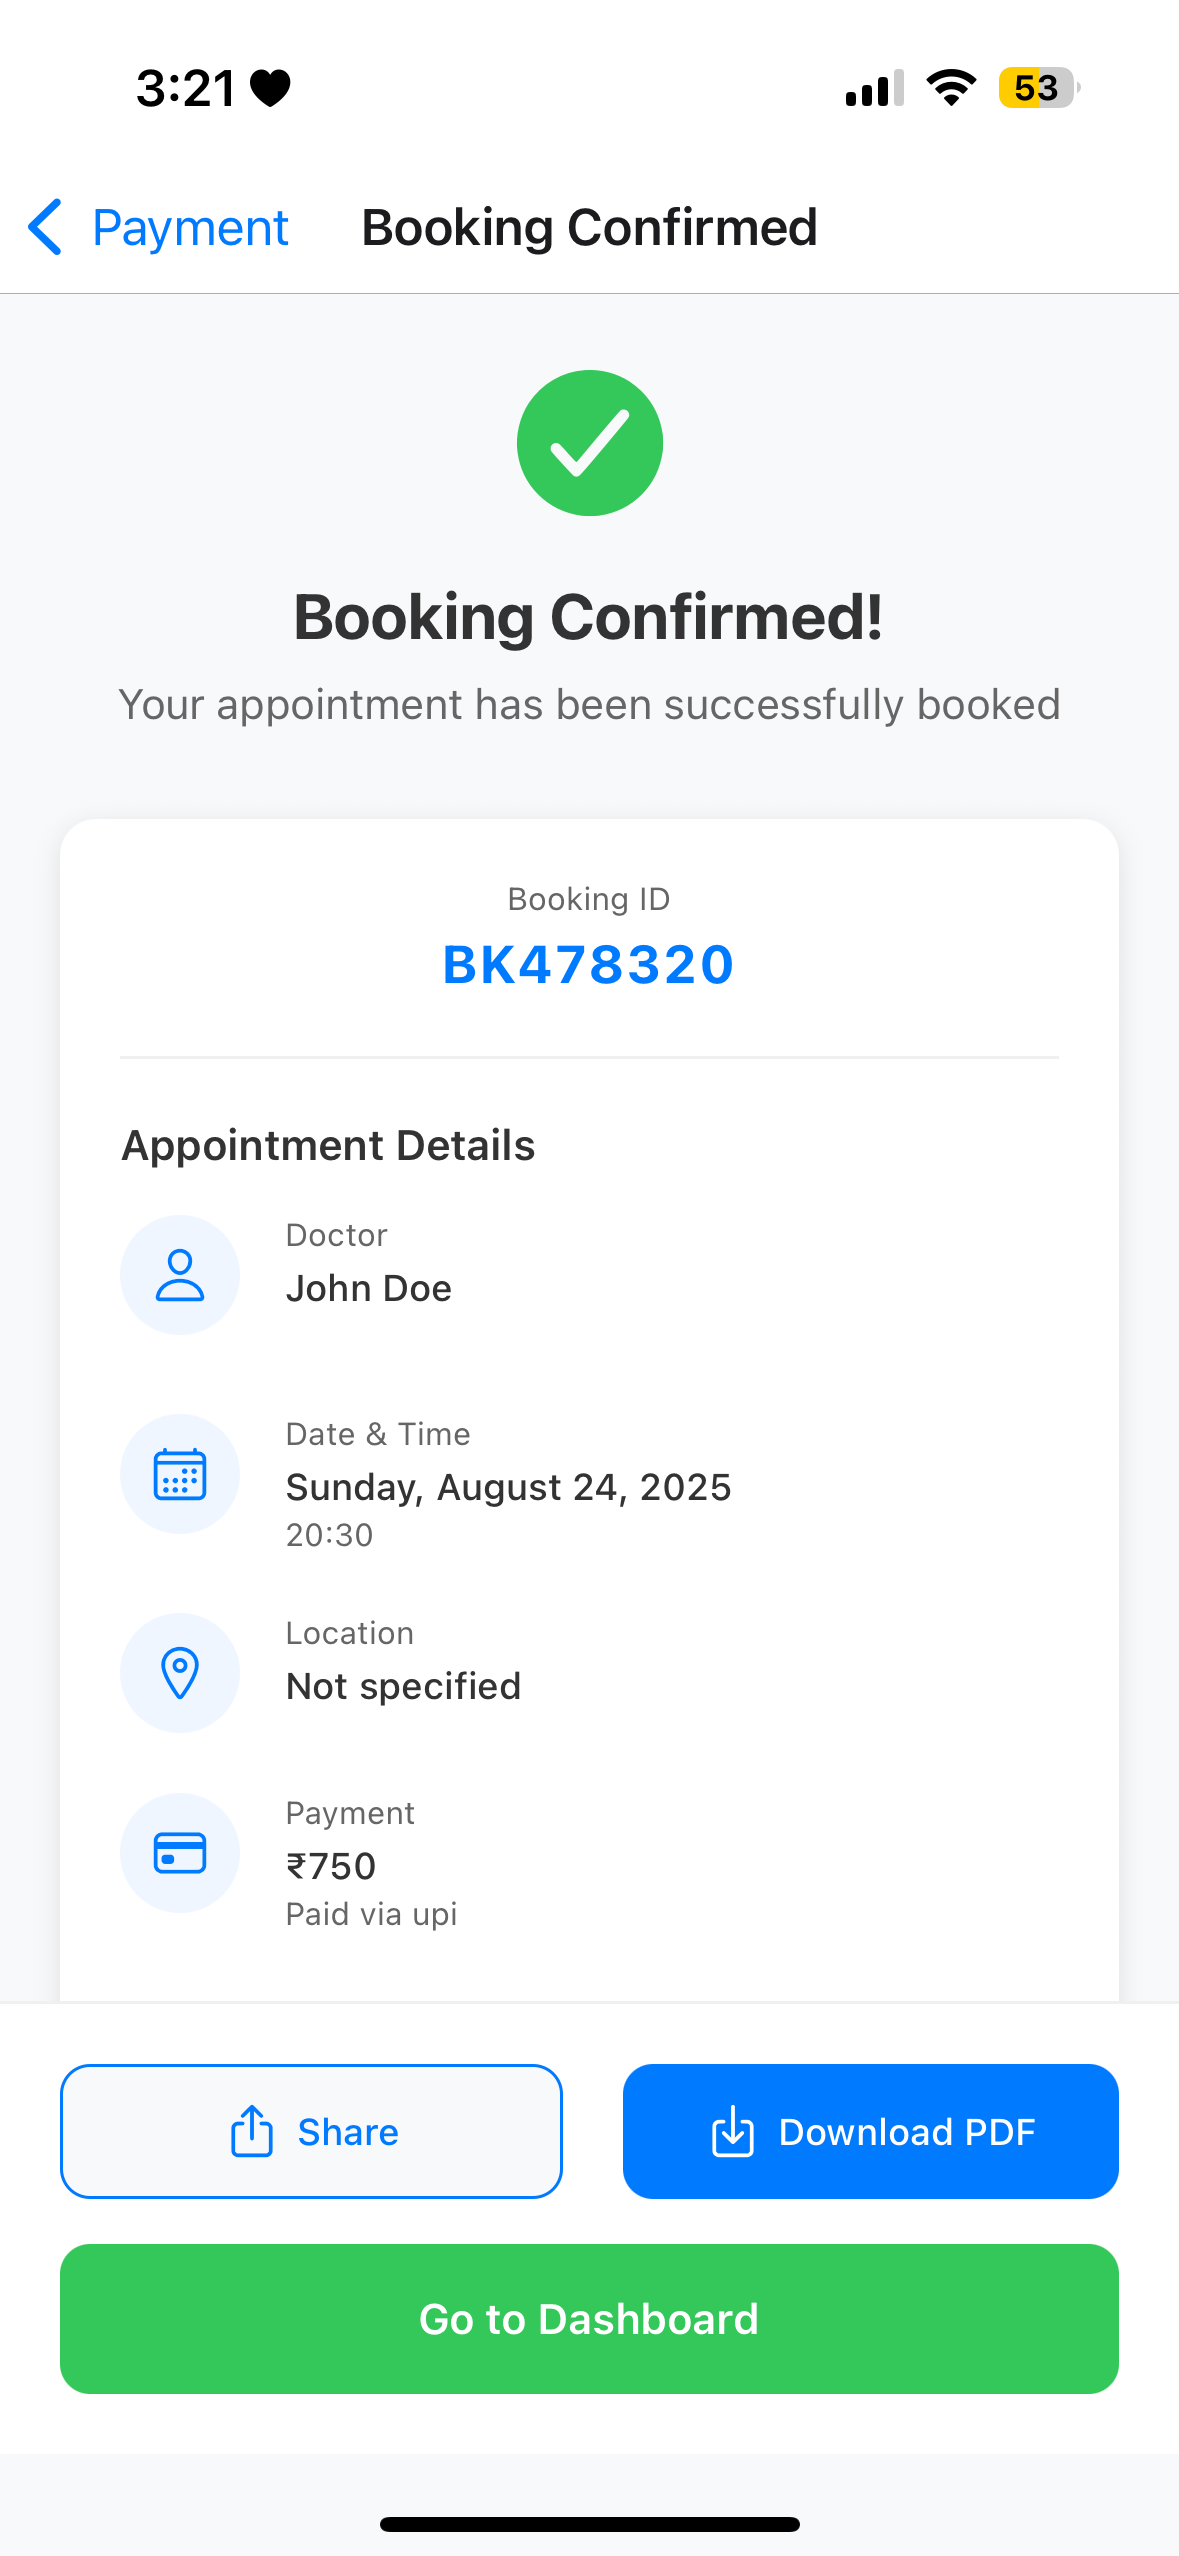 3:21
53
Payment
Booking Confirmed
Booking Confirmed!
Your appointment has been successfully booked
Booking ID
BK478320
Appointment Details
Doctor
John Doe
Date & Time
Sunday, August 24, 2025
20:30
Location
Not specified
Payment
₹750
Paid via upi
Share
Download PDF
Go to Dashboard